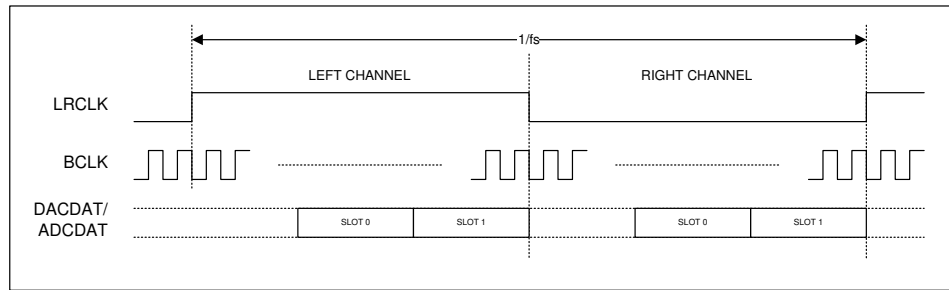 1/fs
LEFT CHANNEL
RIGHT CHANNEL
LRCLK
BCLK
DACDAT/
ADCDAT
SLOT 0
SLOT 1
SLOT 0
SLOT 1